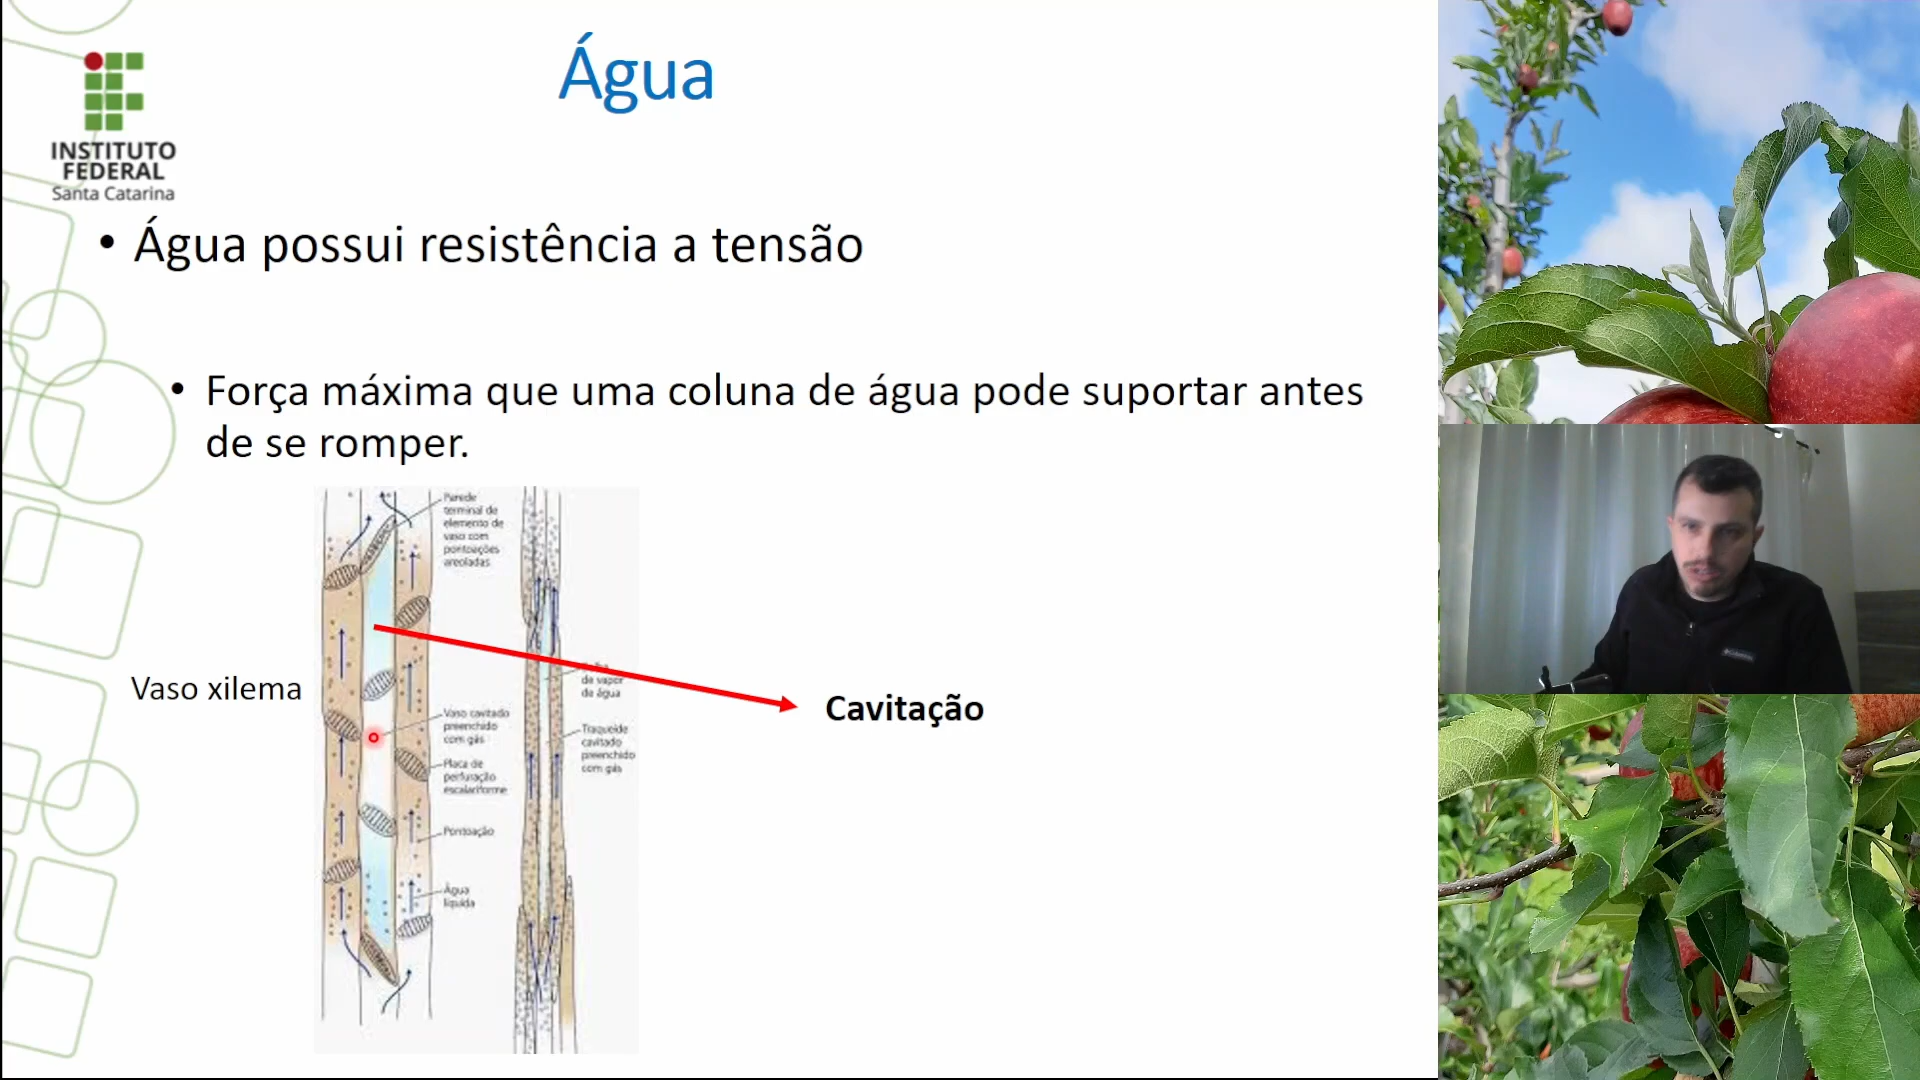 INSTITUTO
FEDERAL
Santa Catarina
Água
• Água possui resistência a tensão
• Força máxima que uma coluna de água pode suportar antes
de se romper.
Parede
terminal de
elemento de
vaso com
pontoações
areoladas
Vaso xilema
de vapor
de água
Vaso cavitado
preenchido
com gás
Traqueíde
cavitado
preenchido
com gás
Placa de
perfuração
escalariforme
Pontoação
Água
líquida
Cavitação